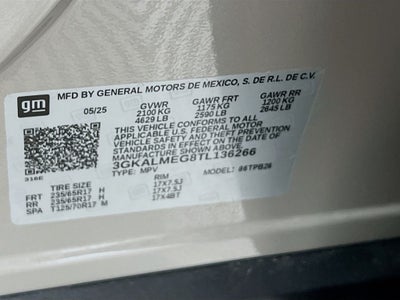 gm
MFD BY GENERAL MOTORS DE MEXICO, S. DE R.L. DE C.V.
05/25 GVWR GAWR FRT GAWR RR
2100 KG 1175 KG 1200 KG
4629 LB 2590 LB 2645 LB
THIS VEHICLE CONFORMS TO ALL
APPLICABLE U.S. FEDERAL MOTOR
VEHICLE SAFETY AND THEFT PREVENTION
STANDARDS IN EFFECT ON THE DATE OF
MANUFACTURE SHOWN ABOVE.
3GKALMEG8TL136266
TYPE: MPV MODEL:
TIRE SIZE RIM
FRT 235/65R17 H 17X7.5J
RR 235/65R17 H 17X7.5J
SPA T125/70R17 M 17X4BT